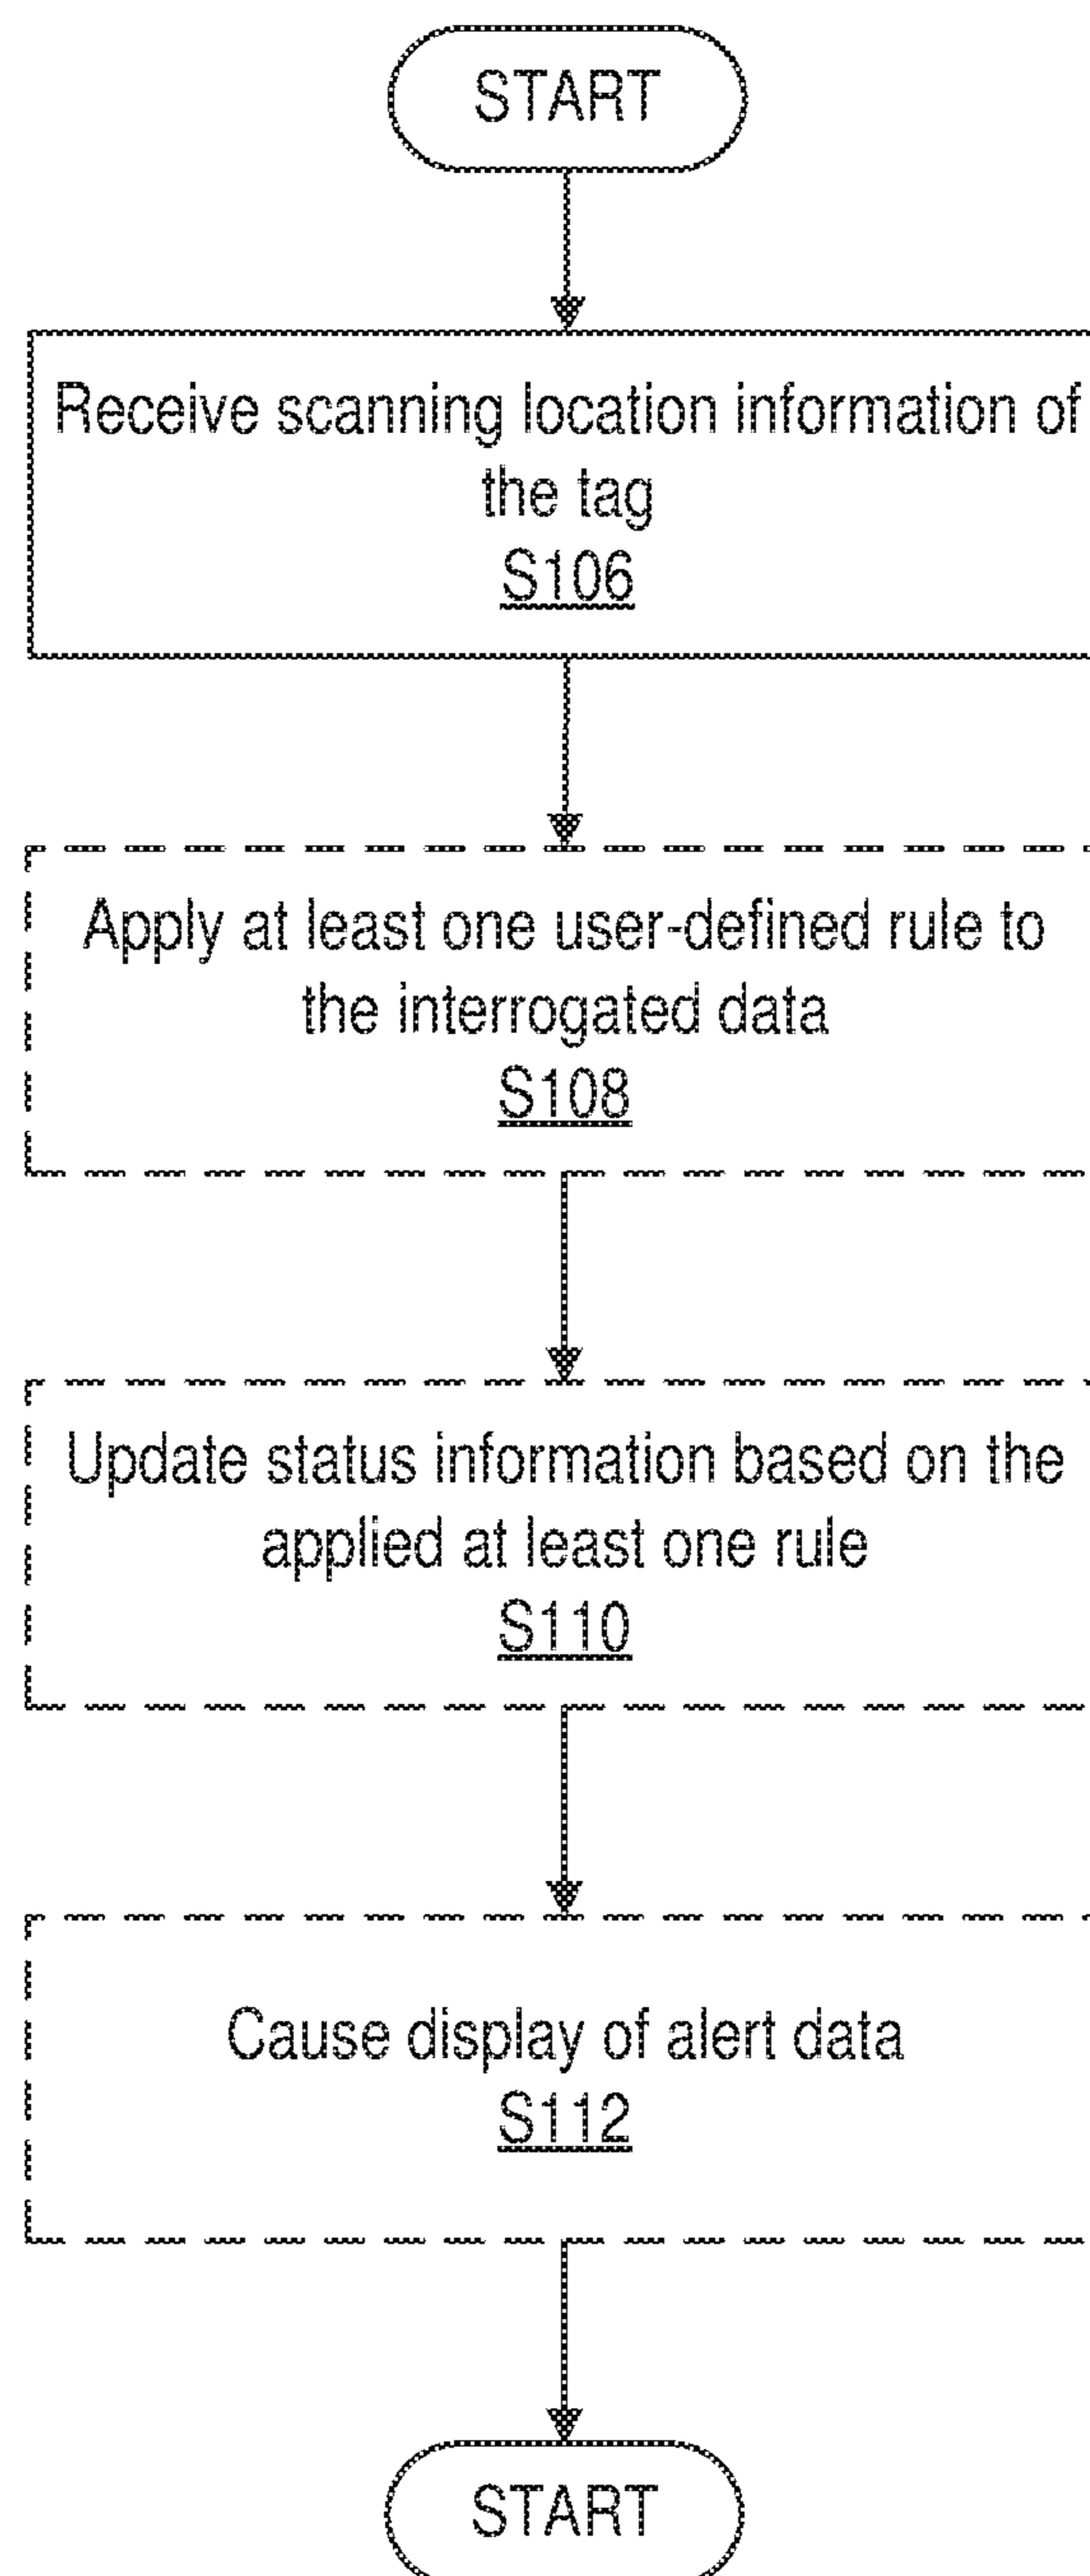 START
Receive scanning location information of
the tag
S106
Apply at least one user-defined rule to
the interrogated data
S108
Update status information based on the
applied at least one rule
S110
Cause display of alert data
S112
START